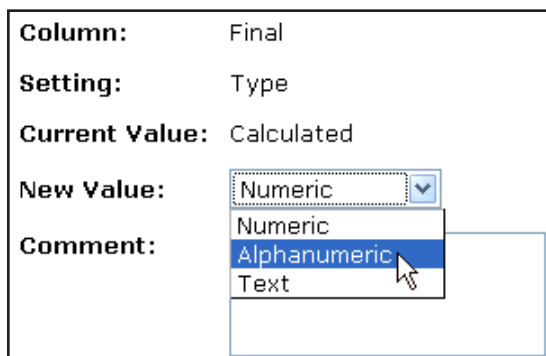 Column: Final
Setting: Type
Current Value: Calculated
New Value: Numeric
Numeric
Comment:
Alphanumeric
Text